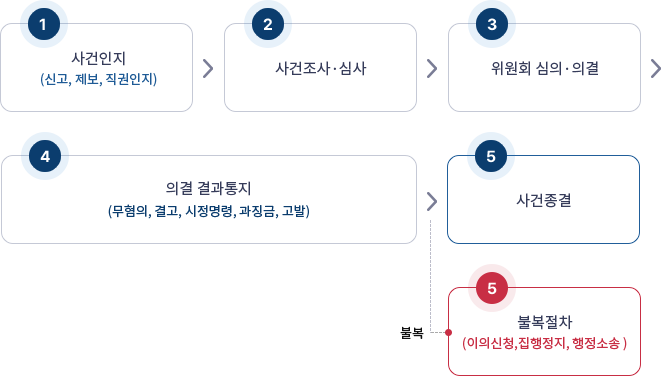 1
사건인지
(신고, 제보, 직권인지)
2
사건조사·심사
3
위원회 심의·의결
4
의결 결과통지
(무혐의, 결고, 시정명령, 과징금, 고발)
5
사건종결
5
불복절차
(이의신청,집행정지, 행정소송 )
불복